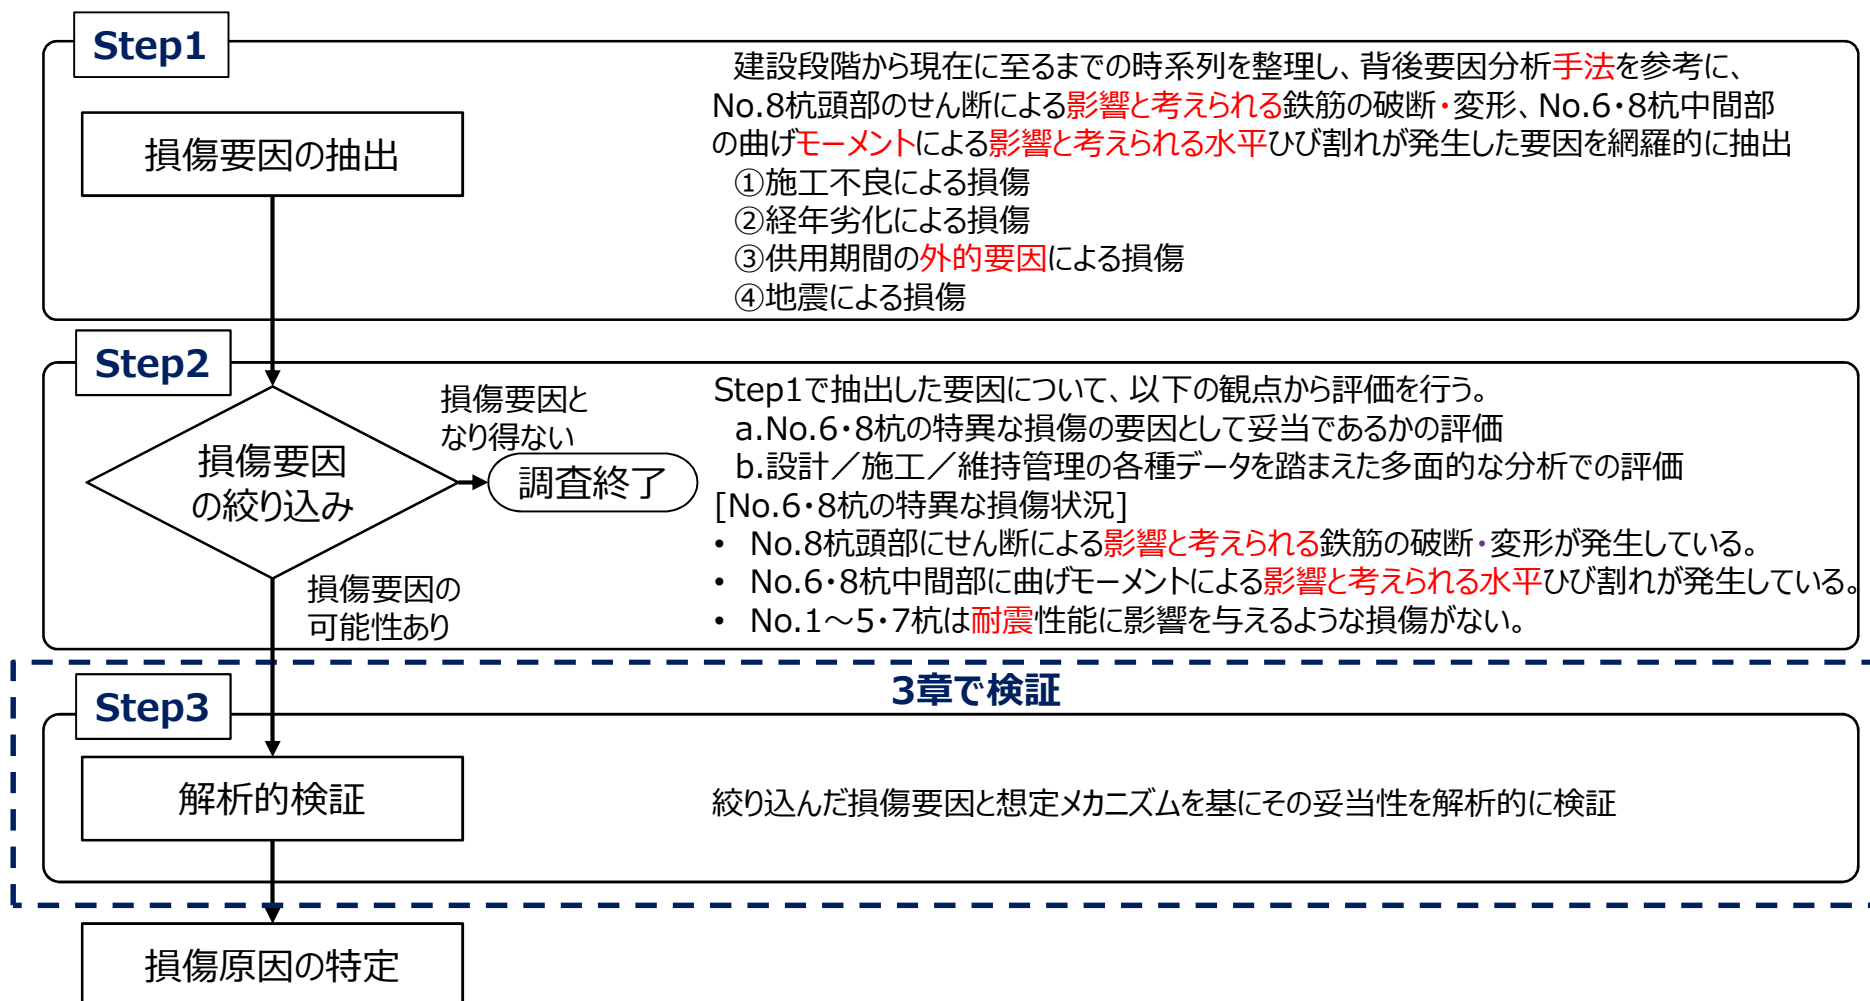 Step1
損傷要因の抽出
建設段階から現在に至るまでの時系列を整理し、背後要因分析手法を参考に、
No.8杭頭部のせん断による影響と考えられる鉄筋の破断・変形、No.6・8杭中間部
の曲げモーメントによる影響と考えられる水平ひび割れが発生した要因を網羅的に抽出
①施工不良による損傷
②経年劣化による損傷
③供用期間の外的要因による損傷
④地震による損傷
Step2
損傷要因
の絞り込み
損傷要因と
なり得ない
調査終了
損傷要因の
可能性あり
Step1で抽出した要因について、以下の観点から評価を行う。
a.No.6・8杭の特異な損傷の要因として妥当であるかの評価
b.設計／施工／維持管理の各種データを踏まえた多面的な分析での評価
[No.6・8杭の特異な損傷状況]
• No.8杭頭部にせん断による影響と考えられる鉄筋の破断・変形が発生している。
• No.6・8杭中間部に曲げモーメントによる影響と考えられる水平ひび割れが発生している。
• No.1～5・7杭は耐震性能に影響を与えるような損傷がない。
3章で検証
Step3
解析的検証
絞り込んだ損傷要因と想定メカニズムを基にその妥当性を解析的に検証
損傷原因の特定